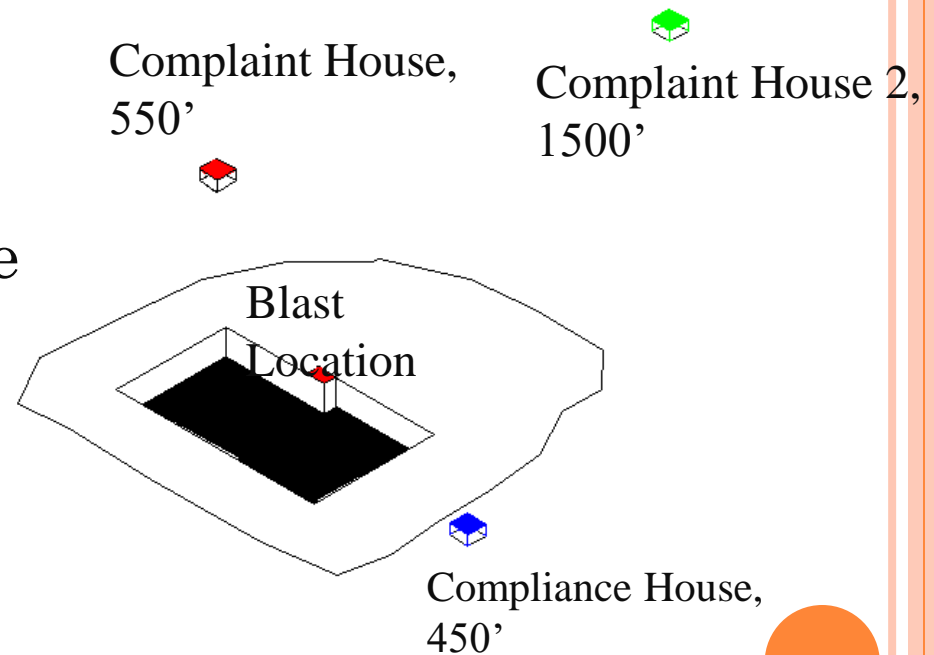 Complaint House,
550’
Complaint House 2,
1500’
e
Blast
Location
Compliance House,
450’